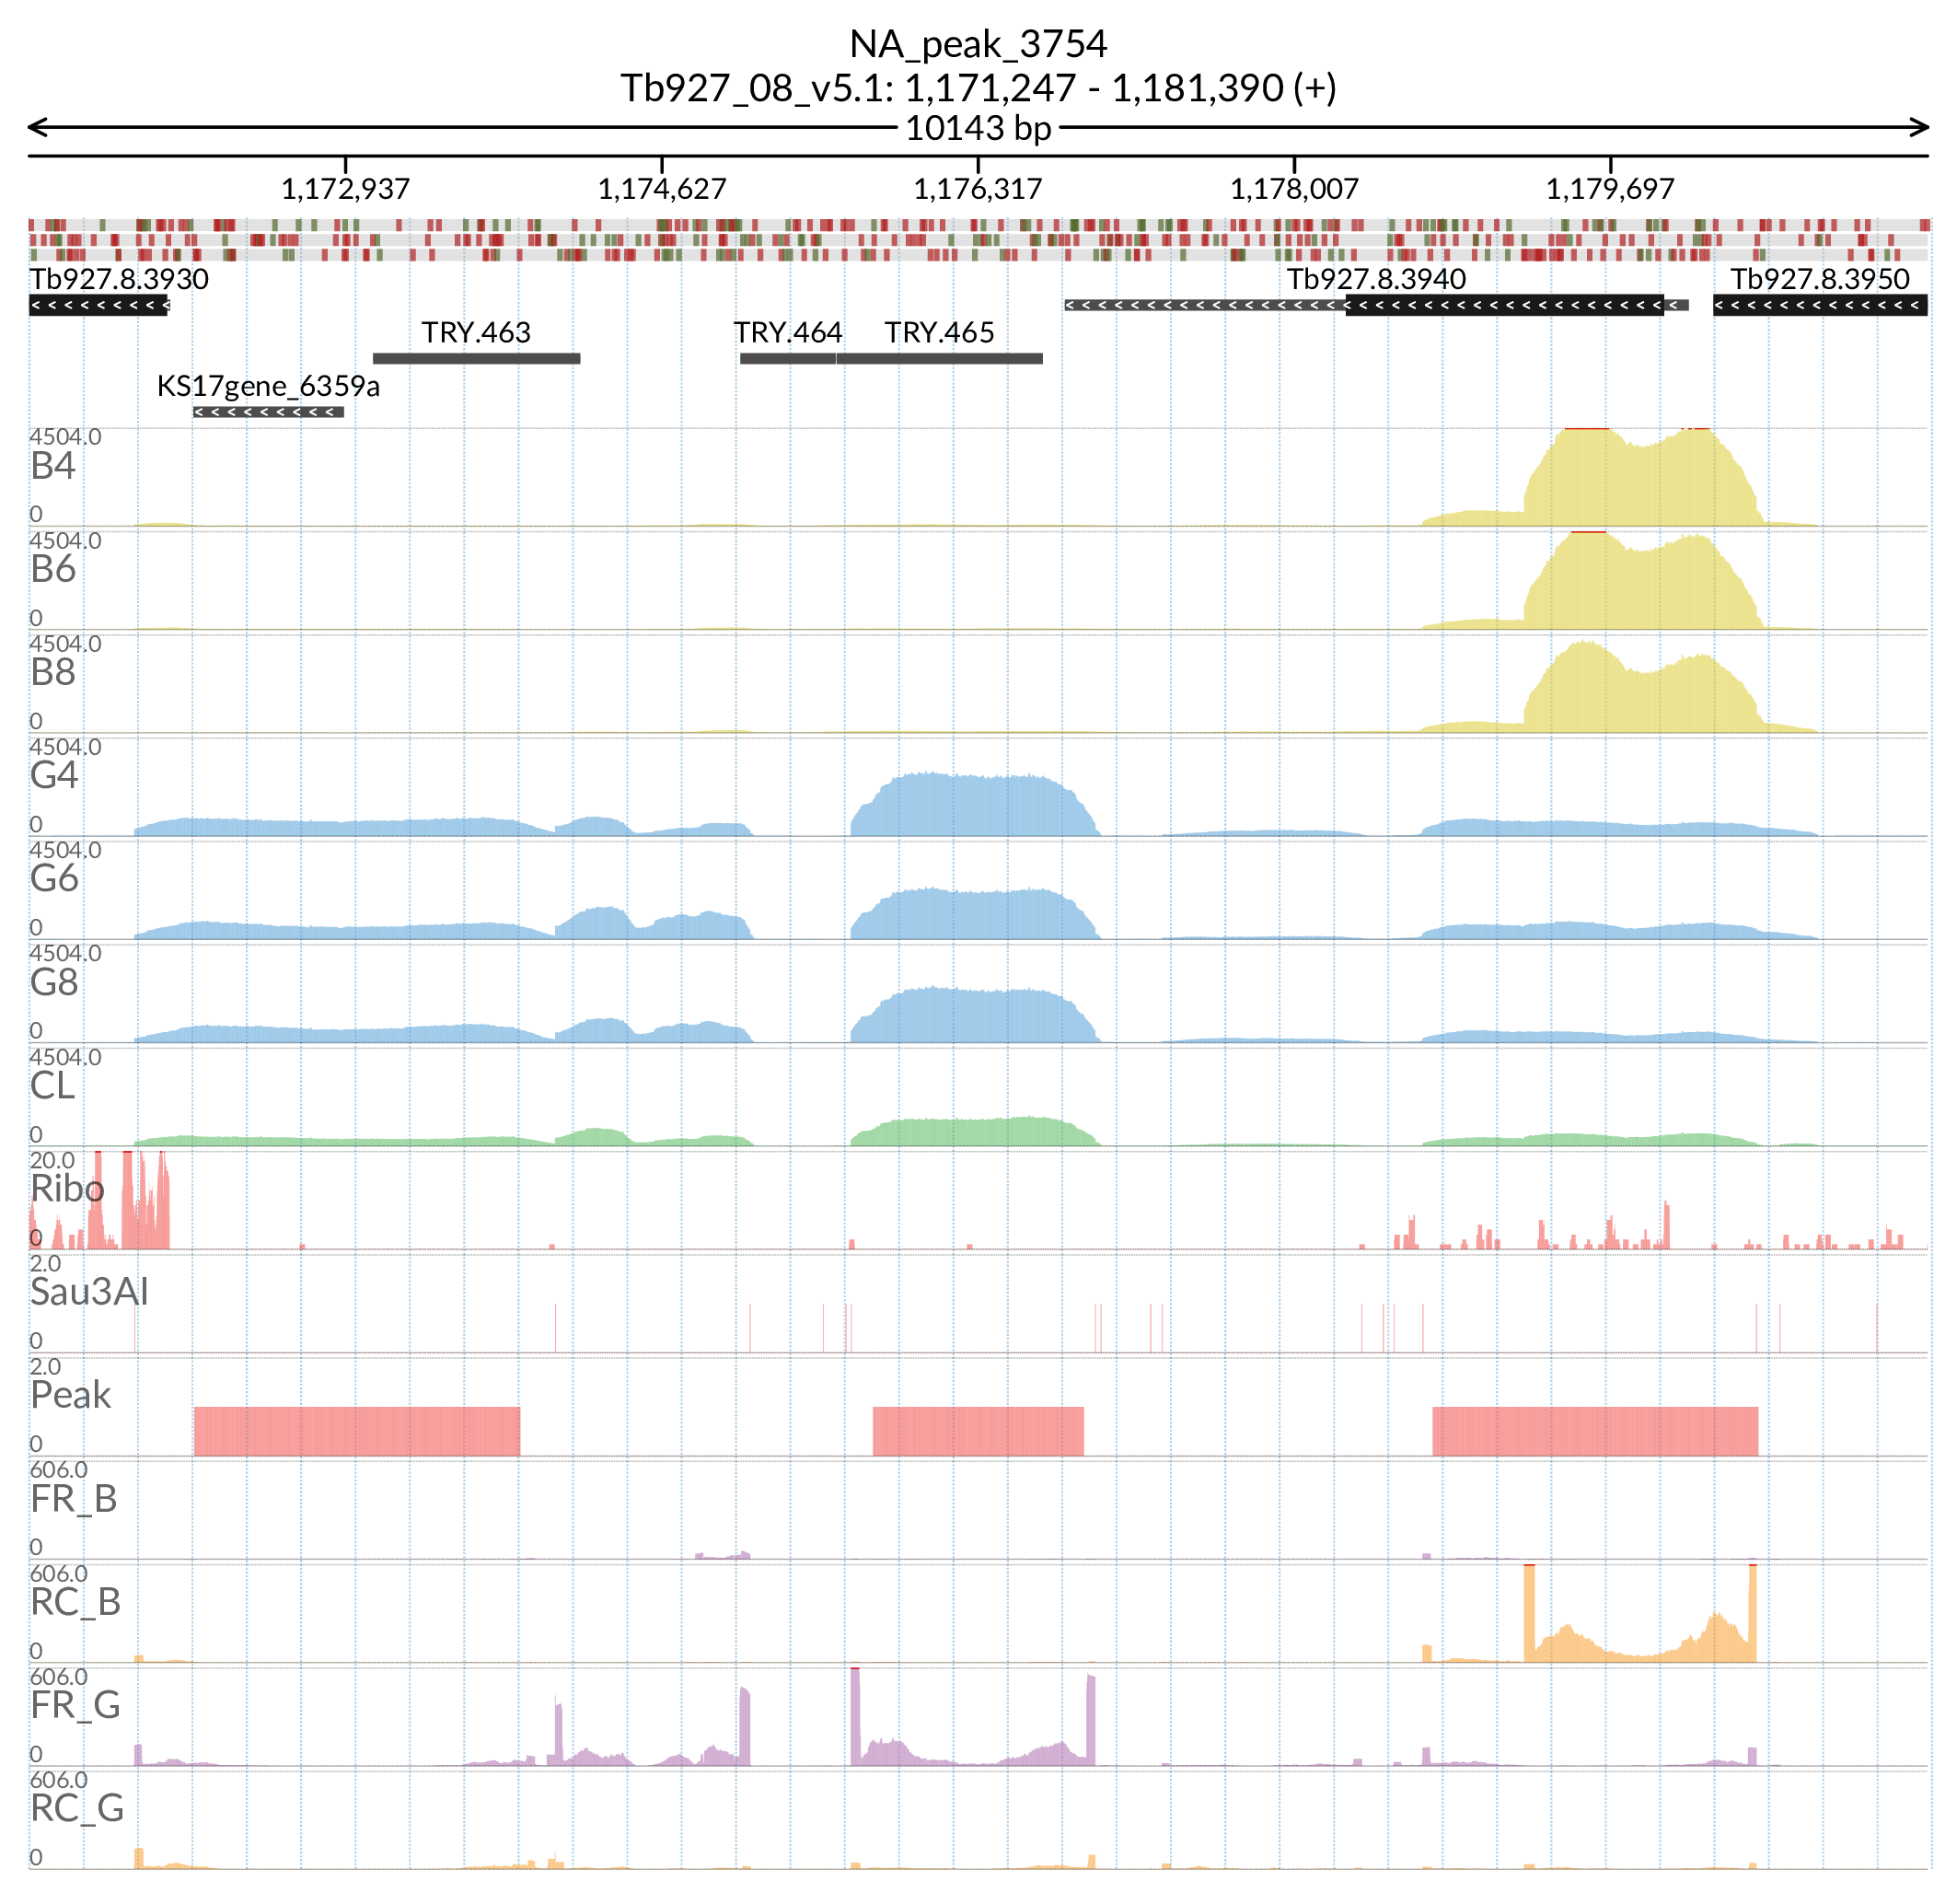 NA_peak_3754
Tb927_08_v5.1: 1,171,247 - 1,181,390 (+)
10143 bp
1,172,937 1,174,627 1,176,317 1,178,007 1,179,697
Tb927.8.3930 Tb927.8.3940 Tb927.8.3950
TRY.463 TRY.464 TRY.465
KS17gene_6359a
4504.0
B4
0
4504.0
B6
0
4504.0
B8
0
4504.0
G4
0
4504.0
G6
0
4504.0
G8
0
4504.0
CL
0
20.0
Ribo
0
2.0
Sau3AI
0
2.0
Peak
0
606.0
FR_B
0
606.0
RC_B
0
606.0
FR_G
0
606.0
RC_G
0